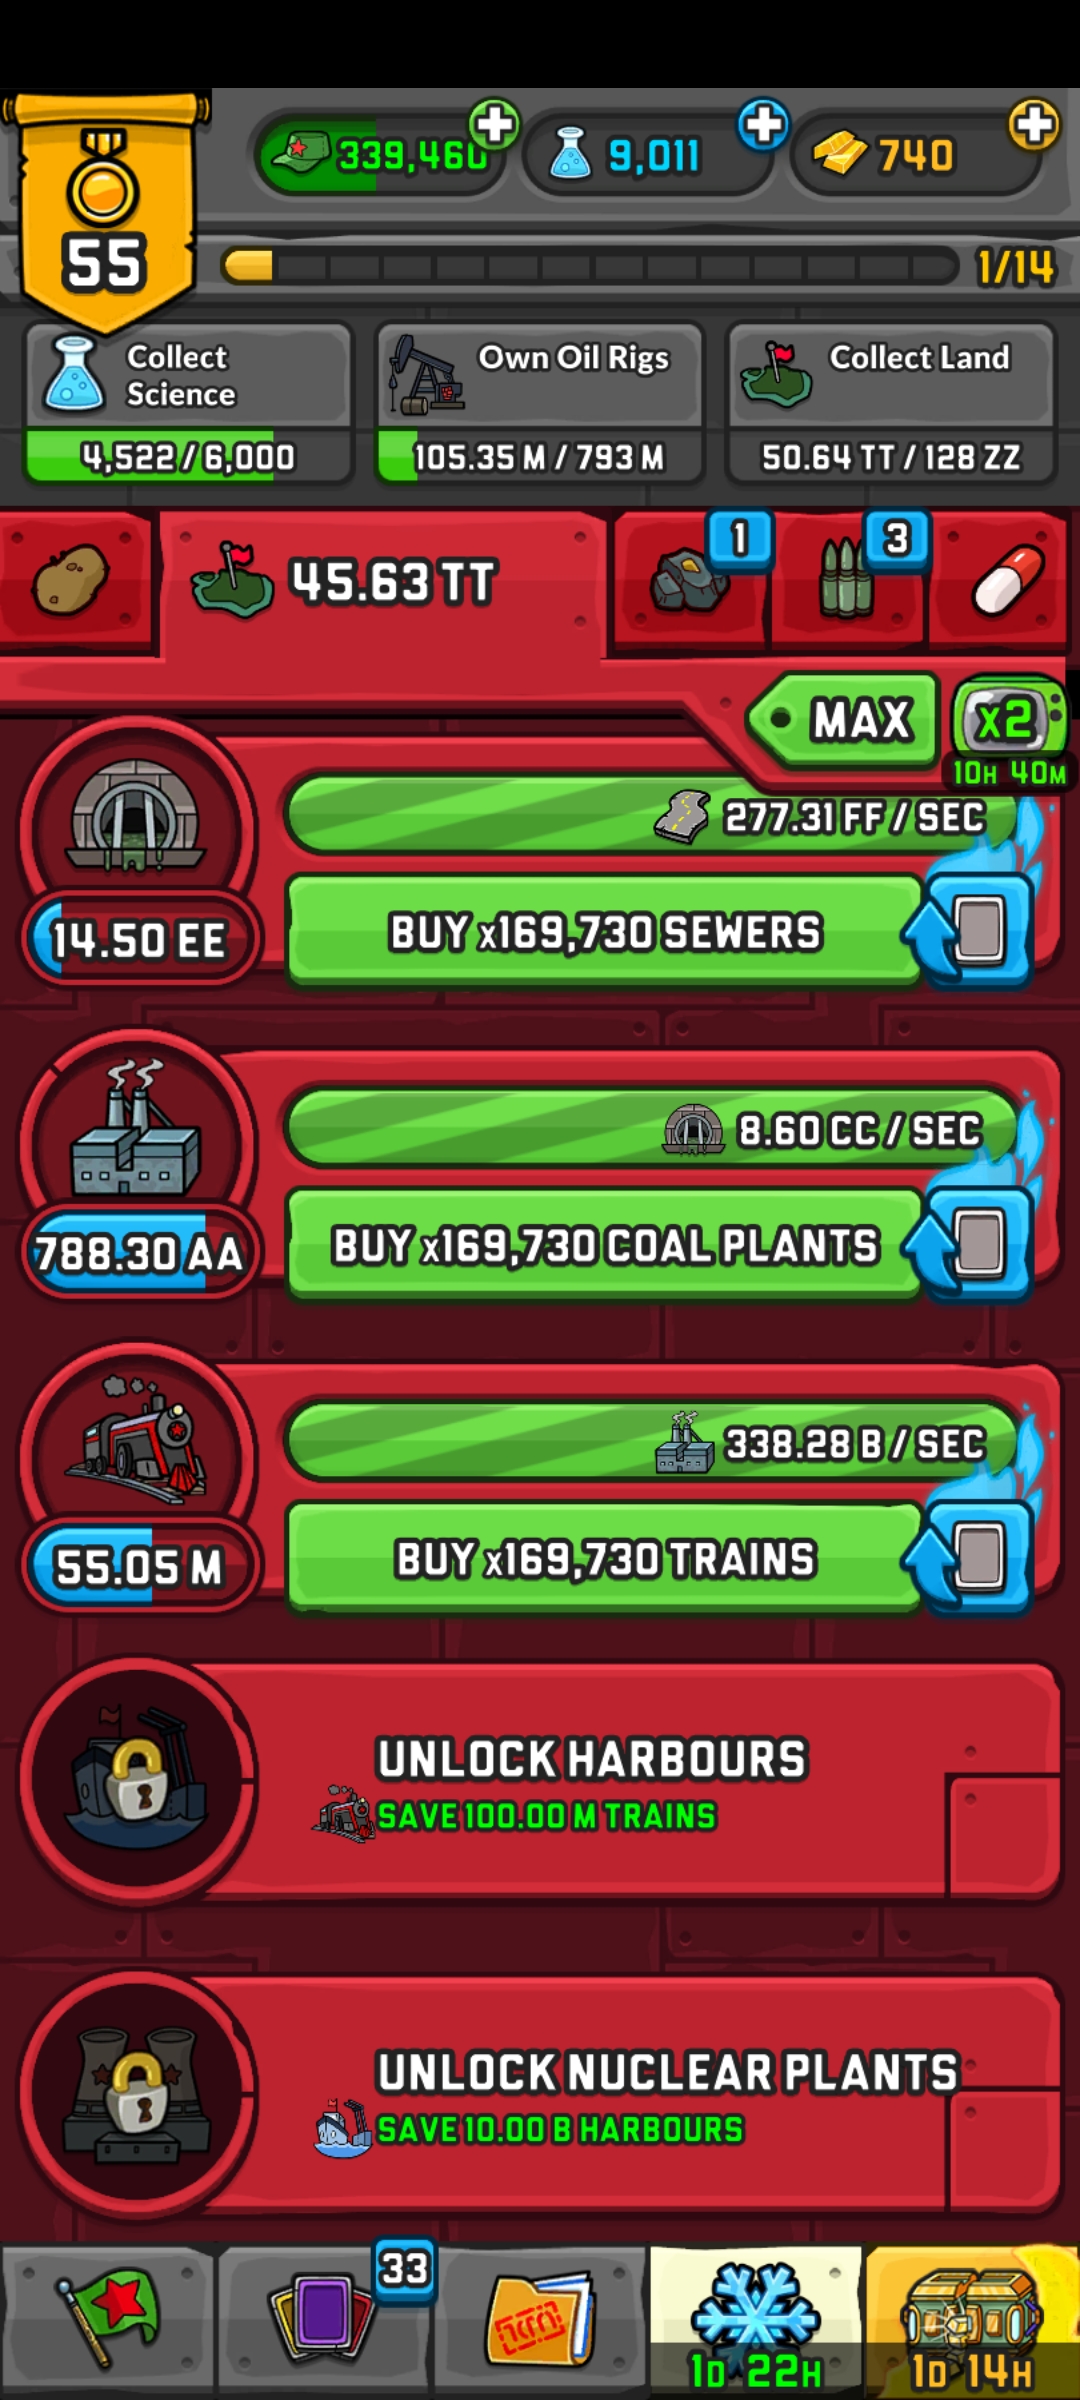 339,460
9,011
740
55
1/14
Collect
Science
4,522 / 6,000
Own Oil Rigs
105.35 M / 793 M
Collect Land
50.64 TT / 128 ZZ
45.63 TT
1
3
MAX
x2
10H 40M
277.31 FF / SEC
14.50 EE
BUY x169,730 SEWERS
8.60 CC / SEC
788.30 AA
BUY x169,730 COAL PLANTS
338.28 B / SEC
55.05 M
BUY x169,730 TRAINS
UNLOCK HARBOURS
SAVE 100.00 M TRAINS
UNLOCK NUCLEAR PLANTS
SAVE 10.00 B HARBOURS
33
1D 22H
1D 14H